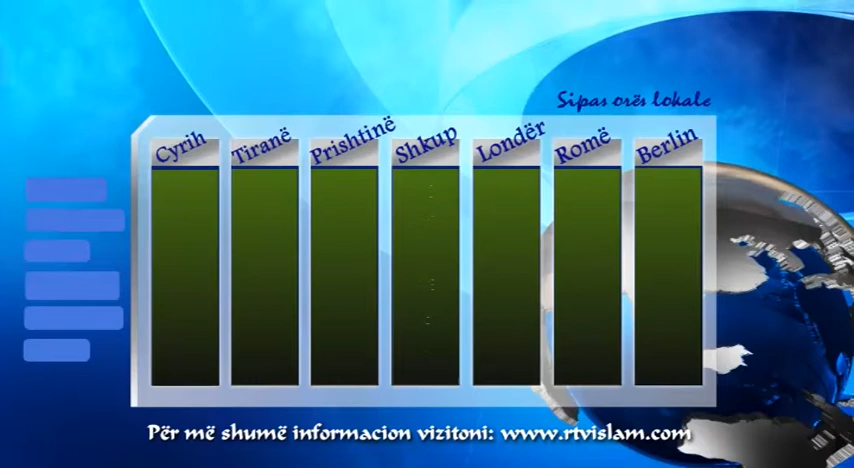 Sipas orës lokale
Cyrih Tiranë Prishtinë Shkup Londër Romë Berlin
Për më shumë informacion vizitoni: www.rtvislam.com